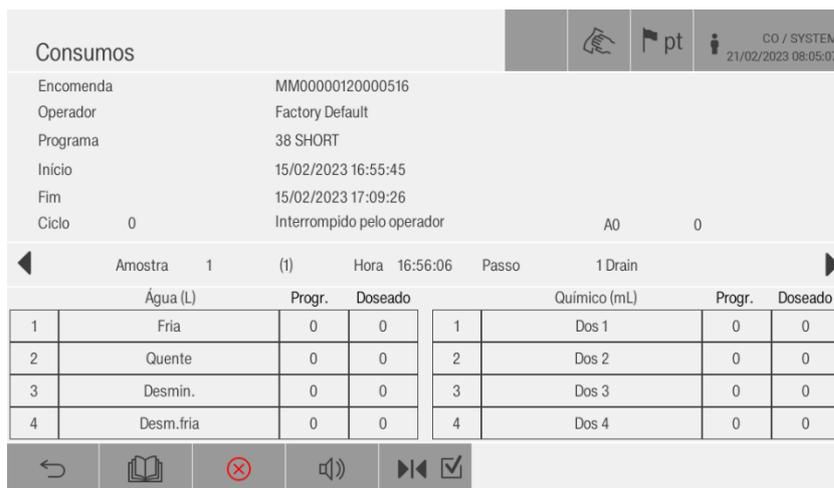 Consumos
pt
CO / SYSTEM
21/02/2023 08:05:07
Encomenda MM00000120000516
Operador Factory Default
Programa 38 SHORT
Início 15/02/2023 16:55:45
Fim 15/02/2023 17:09:26
Ciclo 0 Interrompido pelo operador A0 0
Amostra 1 (1) Hora 16:56:06 Passo 1 Drain
Água (L) Progr. Doseado Químico (mL) Progr. Doseado
1 Fria 0 0 1 Dos 1 0 0
2 Quente 0 0 2 Dos 2 0 0
3 Desmin. 0 0 3 Dos 3 0 0
4 Desm.fria 0 0 4 Dos 4 0 0